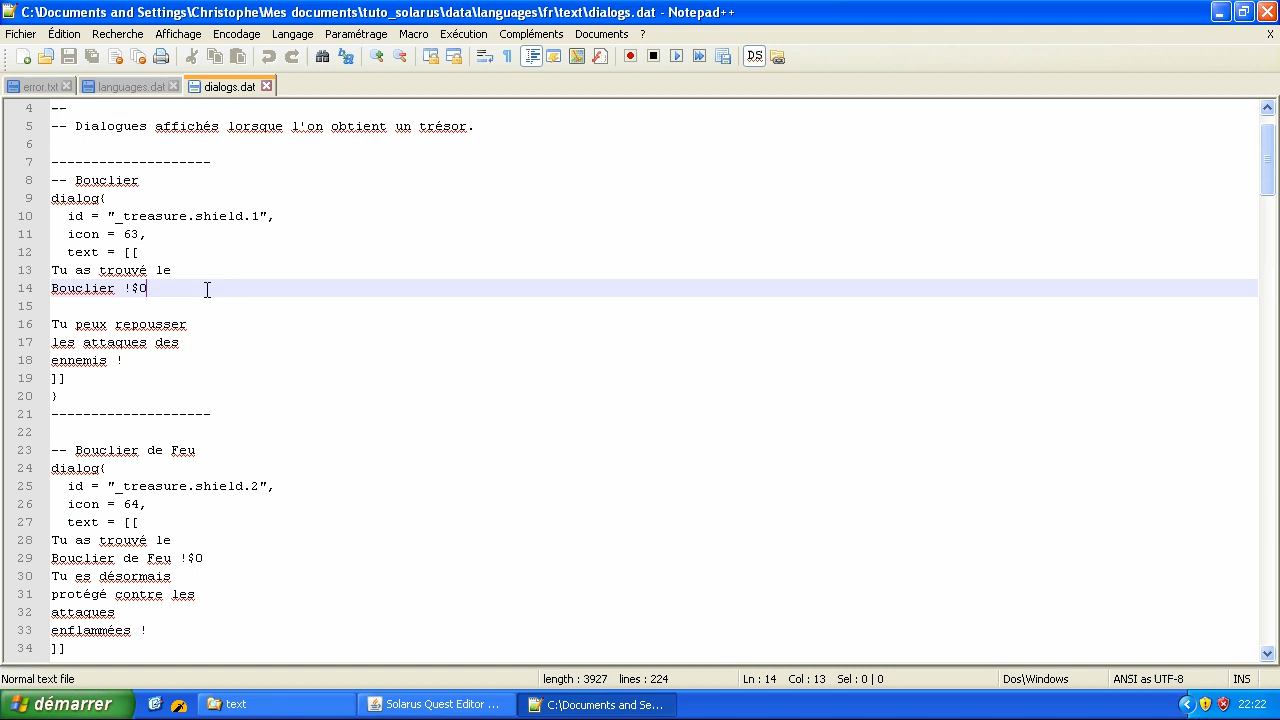 C:\Documents and Settings\Christophe\Mes documents\tuto_solarus\data\languages\fr\text\dialogs.dat - Notepad++
Fichier Édition Recherche Affichage Encodage Langage Paramétrage Macro Exécution Compléments Documents ? X
error.txt languages.dat dialogs.dat
4 --
5 -- Dialogues affichés lorsque l'on obtient un trésor.
6
7 --------------------
8 -- Bouclier
9 dialog{
10 id = "_treasure.shield.1",
11 icon = 63,
12 text = [[
13 Tu as trouvé le
14 Bouclier !$0
15
16 Tu peux repousser
17 les attaques des
18 ennemis !
19 ]]
20 }
21 --------------------
22
23 -- Bouclier de Feu
24 dialog{
25 id = "_treasure.shield.2",
26 icon = 64,
27 text = [[
28 Tu as trouvé le
29 Bouclier de Feu !$0
30 Tu es désormais
31 protégé contre les
32 attaques
33 enflammées !
34 ]]
Normal text file length : 3927 lines : 224 Ln : 14 Col : 13 Sel : 0 | 0 Dos\Windows ANSI as UTF-8 INS
démarrer text Solarus Quest Editor ... C:\Documents and Se... 22:22